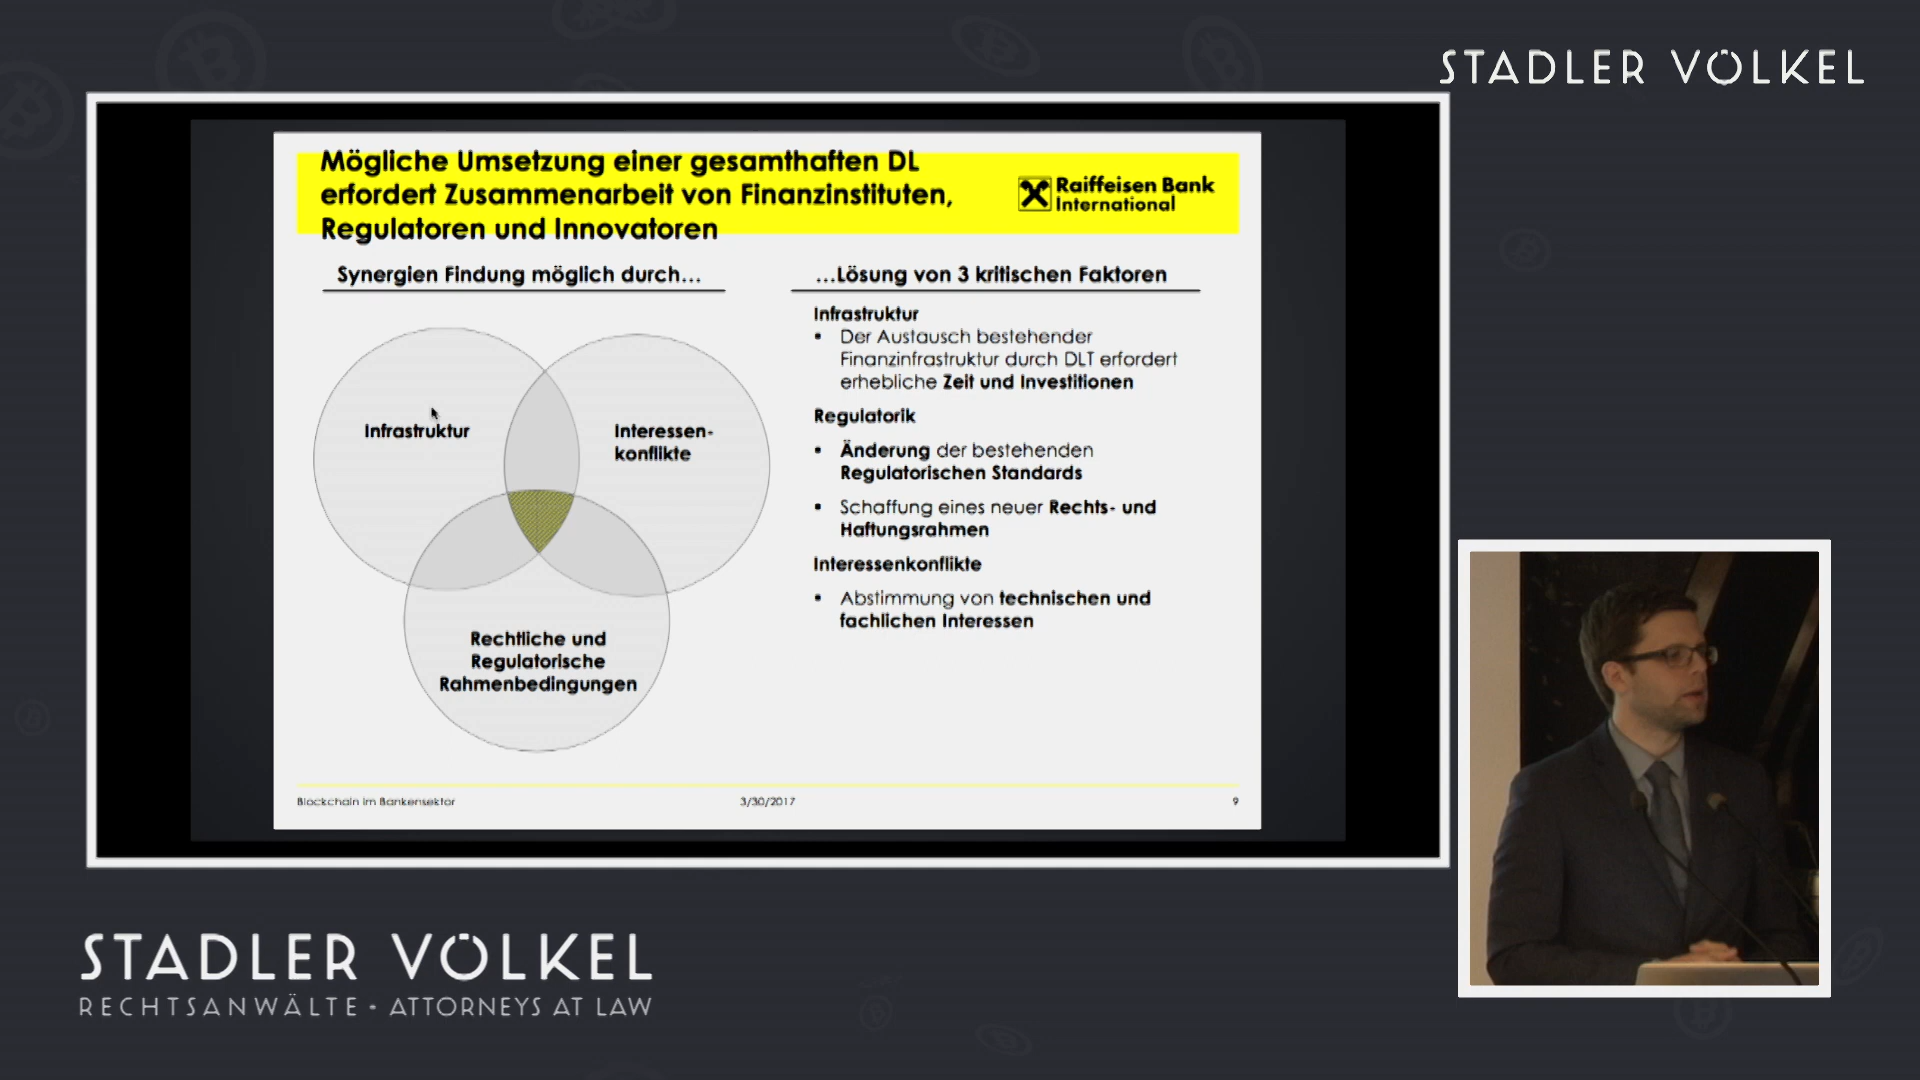 STADLER VÖLKEL
Mögliche Umsetzung einer gesamthaften DL
erfordert Zusammenarbeit von Finanzinstituten,
Regulatoren und Innovatoren
Raiffeisen Bank
International
Synergien Findung möglich durch...
Infrastruktur
Interessen-
konflikte
Rechtliche und
Regulatorische
Rahmenbedingungen
...Lösung von 3 kritischen Faktoren
Infrastruktur
• Der Austausch bestehender
Finanzinfrastruktur durch DLT erfordert
erhebliche Zeit und Investitionen
Regulatorik
• Änderung der bestehenden
Regulatorischen Standards
• Schaffung eines neuer Rechts- und
Haftungsrahmen
Interessenkonflikte
• Abstimmung von technischen und
fachlichen Interessen
Blockchain im Bankensektor
3/30/2017
9
STADLER VÖLKEL
RECHTSANWÄLTE - ATTORNEYS AT LAW